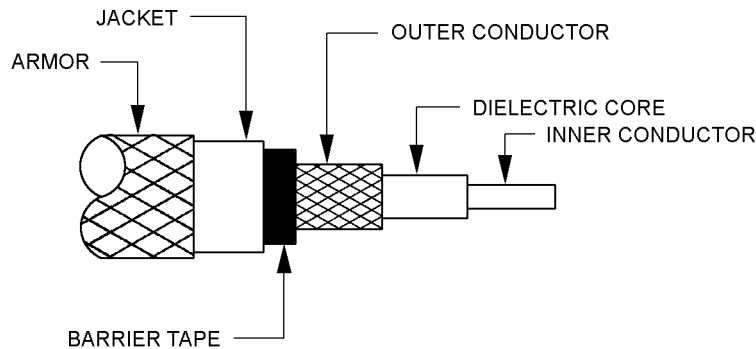 JACKET
OUTER CONDUCTOR
ARMOR
DIELECTRIC CORE
INNER CONDUCTOR
BARRIER TAPE